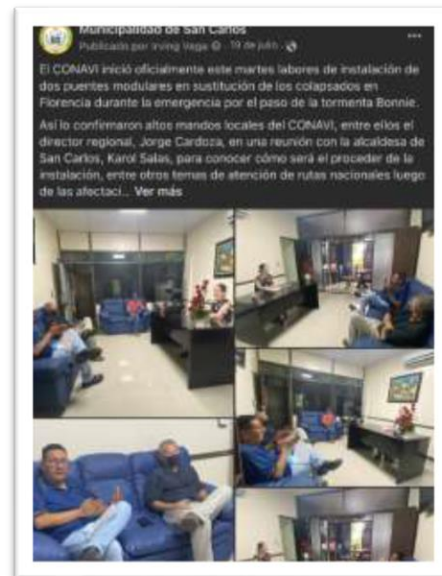 Municipalidad de San Carlos
Publicado por Irving Vega · 19 de julio ·
El CONAVI inició oficialmente este martes labores de instalación de
dos puentes modulares en sustitución de los colapsados en
Florencia durante la emergencia por el paso de la tormenta Bonnie.
Así lo confirmaron altos mandos locales del CONAVI, entre ellos el
director regional, Jorge Cardoza, en una reunión con la alcaldesa de
San Carlos, Karol Salas, para conocer cómo será el proceder de la
instalación, entre otros temas de atención de rutas nacionales luego
de las afectaci... Ver más